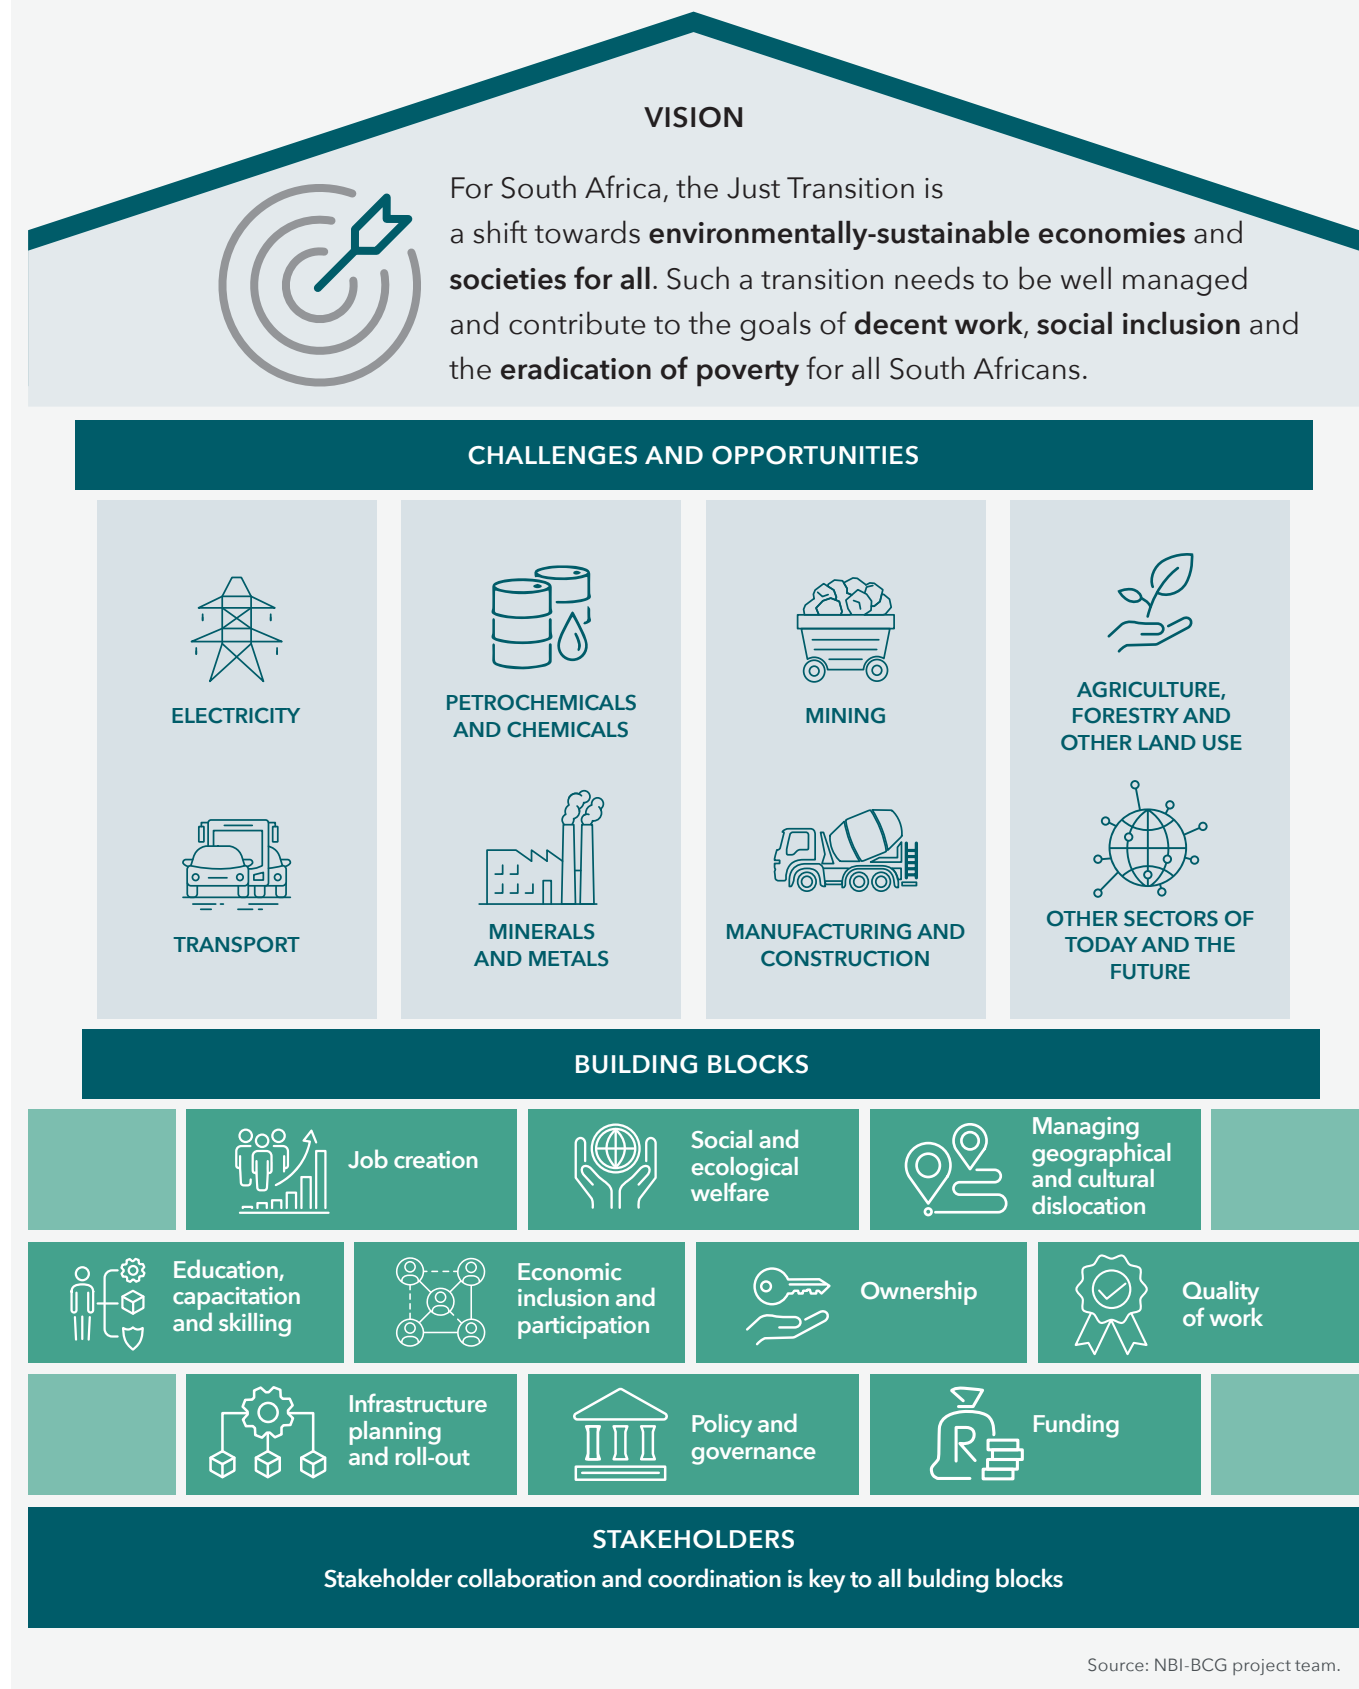 VISION
For South Africa, the Just Transition is
a shift towards environmentally-sustainable economies and
societies for all. Such a transition needs to be well managed
and contribute to the goals of decent work, social inclusion and
the eradication of poverty for all South Africans.
CHALLENGES AND OPPORTUNITIES
ELECTRICITY
PETROCHEMICALS
AND CHEMICALS
MINING
AGRICULTURE,
FORESTRY AND
OTHER LAND USE
TRANSPORT
MINERALS
AND METALS
MANUFACTURING AND
CONSTRUCTION
OTHER SECTORS OF
TODAY AND THE
FUTURE
BUILDING BLOCKS
Job creation
Social and
ecological
welfare
Managing
geographical
and cultural
dislocation
Education,
capacitation
and skilling
Economic
inclusion and
participation
Ownership
Quality
of work
Infrastructure
planning
and roll-out
Policy and
governance
R
Funding
STAKEHOLDERS
Stakeholder collaboration and coordination is key to all bulding blocks
Source: NBI-BCG project team.